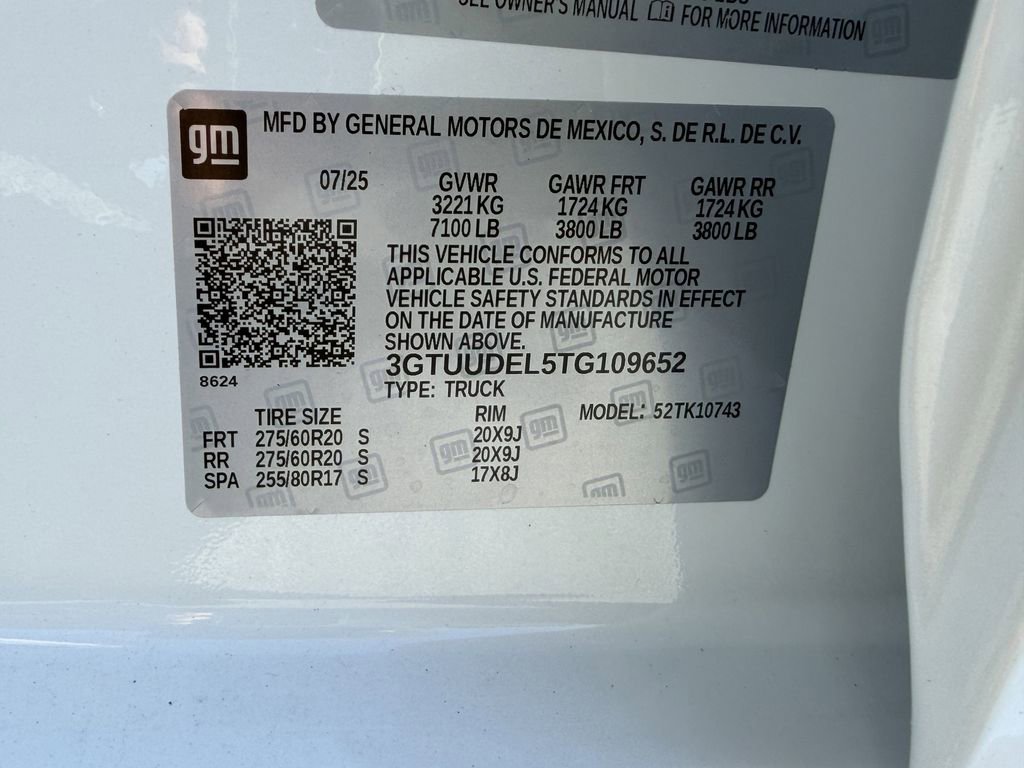 SEE OWNER'S MANUAL FOR MORE INFORMATION
gm MFD BY GENERAL MOTORS DE MEXICO, S. DE R.L. DE C.V.
07/25 GVWR GAWR FRT GAWR RR
3221 KG 1724 KG 1724 KG
7100 LB 3800 LB 3800 LB
THIS VEHICLE CONFORMS TO ALL
APPLICABLE U.S. FEDERAL MOTOR
VEHICLE SAFETY STANDARDS IN EFFECT
ON THE DATE OF MANUFACTURE
SHOWN ABOVE.
3GTUUDEL5TG109652
8624
TYPE: TRUCK
TIRE SIZE RIM MODEL: 52TK10743
FRT 275/60R20 S 20X9J
RR 275/60R20 S 20X9J
SPA 255/80R17 S 17X8J